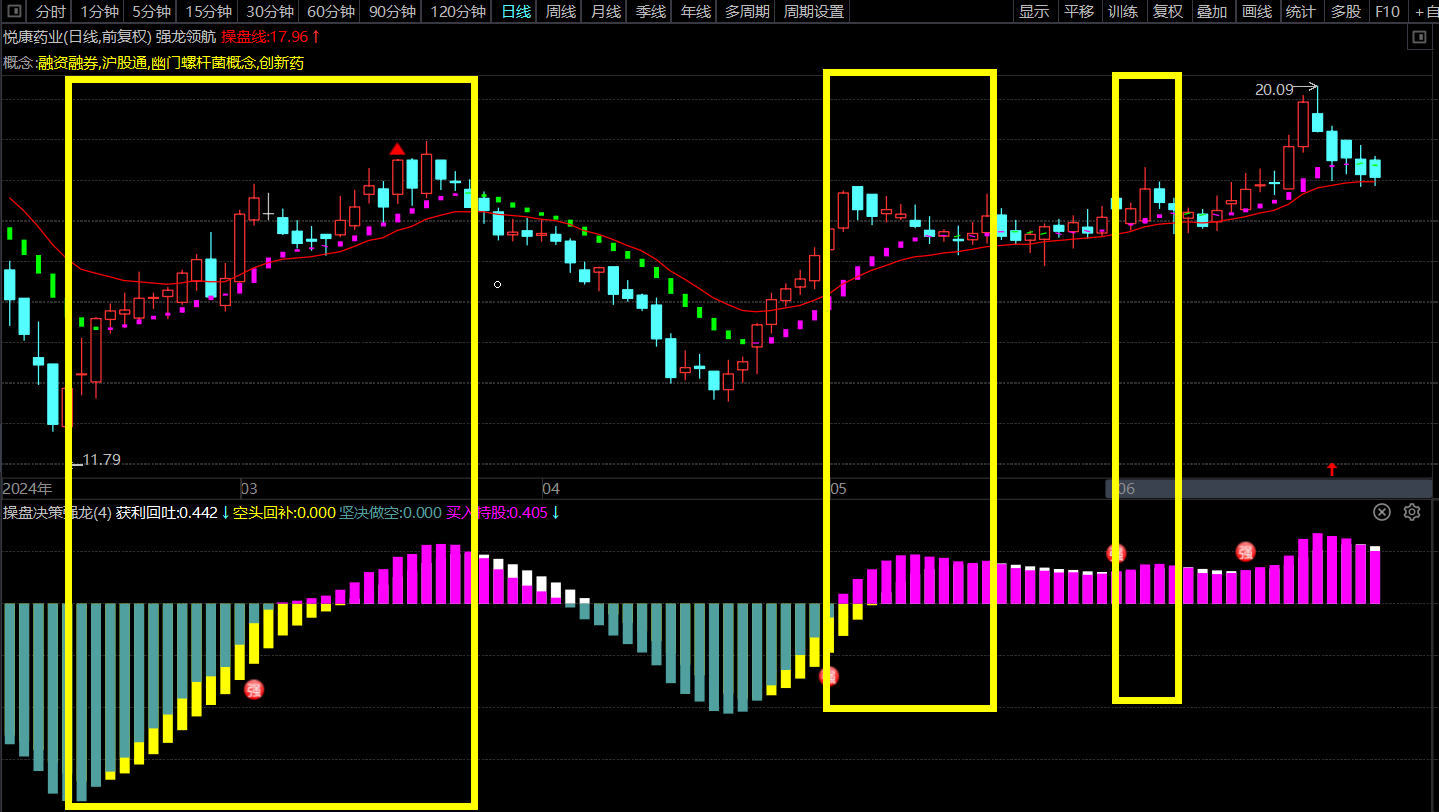 分时 1分钟 5分钟 15分钟 30分钟 60分钟 90分钟 120分钟 日线 周线 月线 季线 年线 多周期 周期设置 显示 平移 训练 复权 叠加 画线 统计 多股 F10 +自
悦康药业(日线,前复权) 强龙领航 操盘线:17.96↑
概念:融资融券,沪股通,幽门螺杆菌概念,创新药
20.09
11.79
2024年 03 04 05 06
操盘决策强龙(4) 获利回吐:0.442↓ 空头回补:0.000 坚决做空:0.000 买入持股:0.405 ↓
强 强
强 强